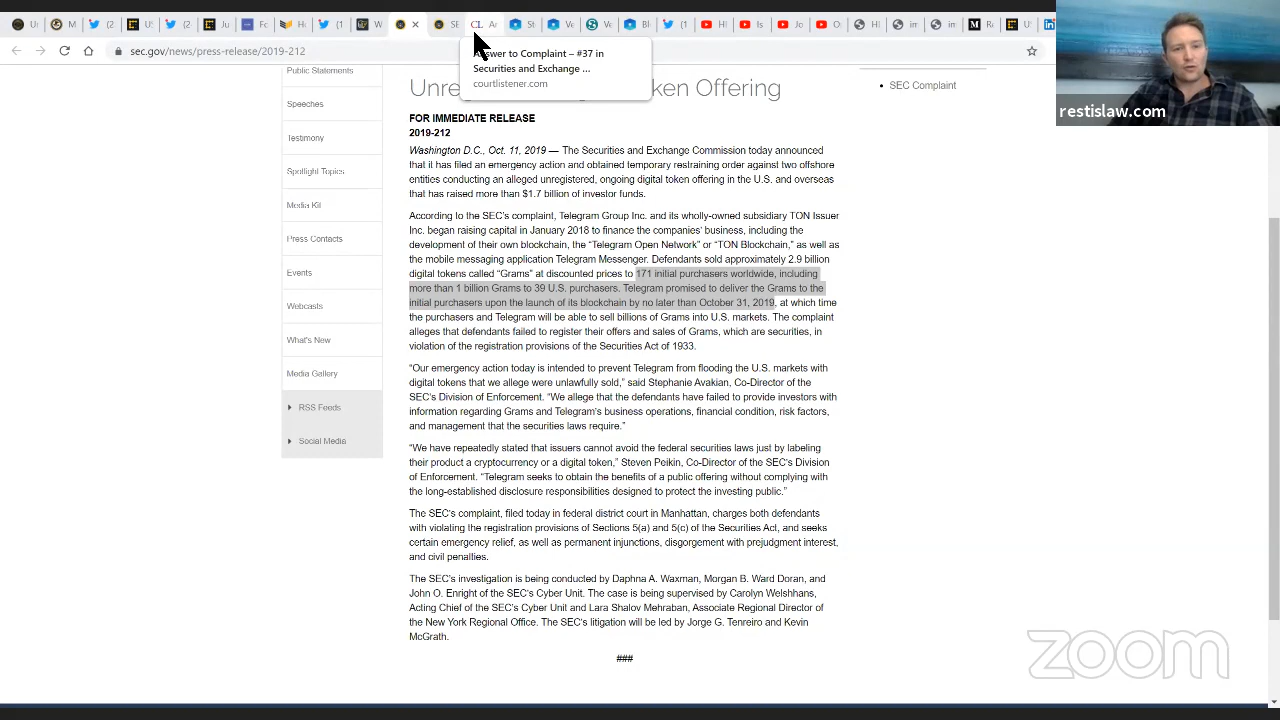 (2
U
(2
Ju
Fo
H
(1
W
SE
CL
Ar
St
Ve
Ve
Bl
(1
H
Is
Jo
O
H
R
U
sec.gov/news/press-release/2019-212
Answer to Complaint – #37 in
Securities and Exchange ...
courtlistener.com
restislaw.com
Public Statements
Speeches
Testimony
Spotlight Topics
Media Kit
Press Contacts
Events
Webcasts
What's New
Media Gallery
RSS Feeds
Social Media
ken Offering
SEC Complaint
FOR IMMEDIATE RELEASE
2019-212
Washington D.C., Oct. 11, 2019 — The Securities and Exchange Commission today announced
that it has filed an emergency action and obtained temporary restraining order against two offshore
entities conducting an alleged unregistered, ongoing digital token offering in the U.S. and overseas
that has raised more than $1.7 billion of investor funds.
According to the SEC's complaint, Telegram Group Inc. and its wholly-owned subsidiary TON Issuer
Inc. began raising capital in January 2018 to finance the companies' business, including the
development of their own blockchain, the “Telegram Open Network” or “TON Blockchain,” as well as
the mobile messaging application Telegram Messenger. Defendants sold approximately 2.9 billion
digital tokens called “Grams” at discounted prices to 171 initial purchasers worldwide, including
more than 1 billion Grams to 39 U.S. purchasers. Telegram promised to deliver the Grams to the
initial purchasers upon the launch of its blockchain by no later than October 31, 2019, at which time
the purchasers and Telegram will be able to sell billions of Grams into U.S. markets. The complaint
alleges that defendants failed to register their offers and sales of Grams, which are securities, in
violation of the registration provisions of the Securities Act of 1933.
“Our emergency action today is intended to prevent Telegram from flooding the U.S. markets with
digital tokens that we allege were unlawfully sold,” said Stephanie Avakian, Co-Director of the
SEC's Division of Enforcement. “We allege that the defendants have failed to provide investors with
information regarding Grams and Telegram's business operations, financial condition, risk factors,
and management that the securities laws require.”
“We have repeatedly stated that issuers cannot avoid the federal securities laws just by labeling
their product a cryptocurrency or a digital token,” Steven Peikin, Co-Director of the SEC's Division
of Enforcement. “Telegram seeks to obtain the benefits of a public offering without complying with
the long-established disclosure responsibilities designed to protect the investing public.”
The SEC's complaint, filed today in federal district court in Manhattan, charges both defendants
with violating the registration provisions of Sections 5(a) and 5(c) of the Securities Act, and seeks
certain emergency relief, as well as permanent injunctions, disgorgement with prejudgment interest,
and civil penalties.
The SEC's investigation is being conducted by Daphna A. Waxman, Morgan B. Ward Doran, and
John O. Enright of the SEC's Cyber Unit. The case is being supervised by Carolyn Welshhans,
Acting Chief of the SEC's Cyber Unit and Lara Shalov Mehraban, Associate Regional Director of
the New York Regional Office. The SEC's litigation will be led by Jorge G. Tenreiro and Kevin
McGrath.
###
zoom